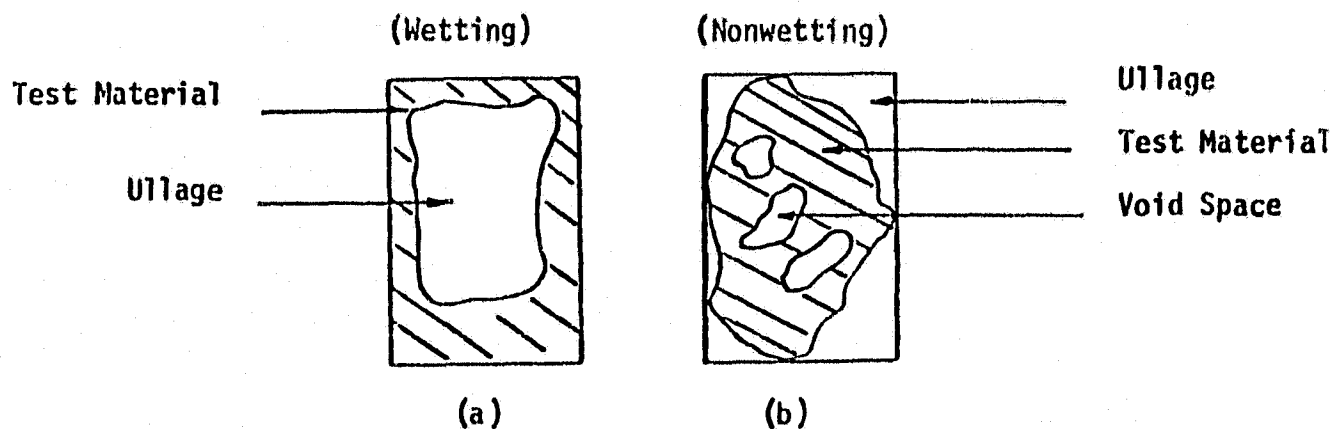 (Wetting)
(Nonwetting)
Test Material
Ullage
Ullage
Test Material
Void Space
(a)
(b)